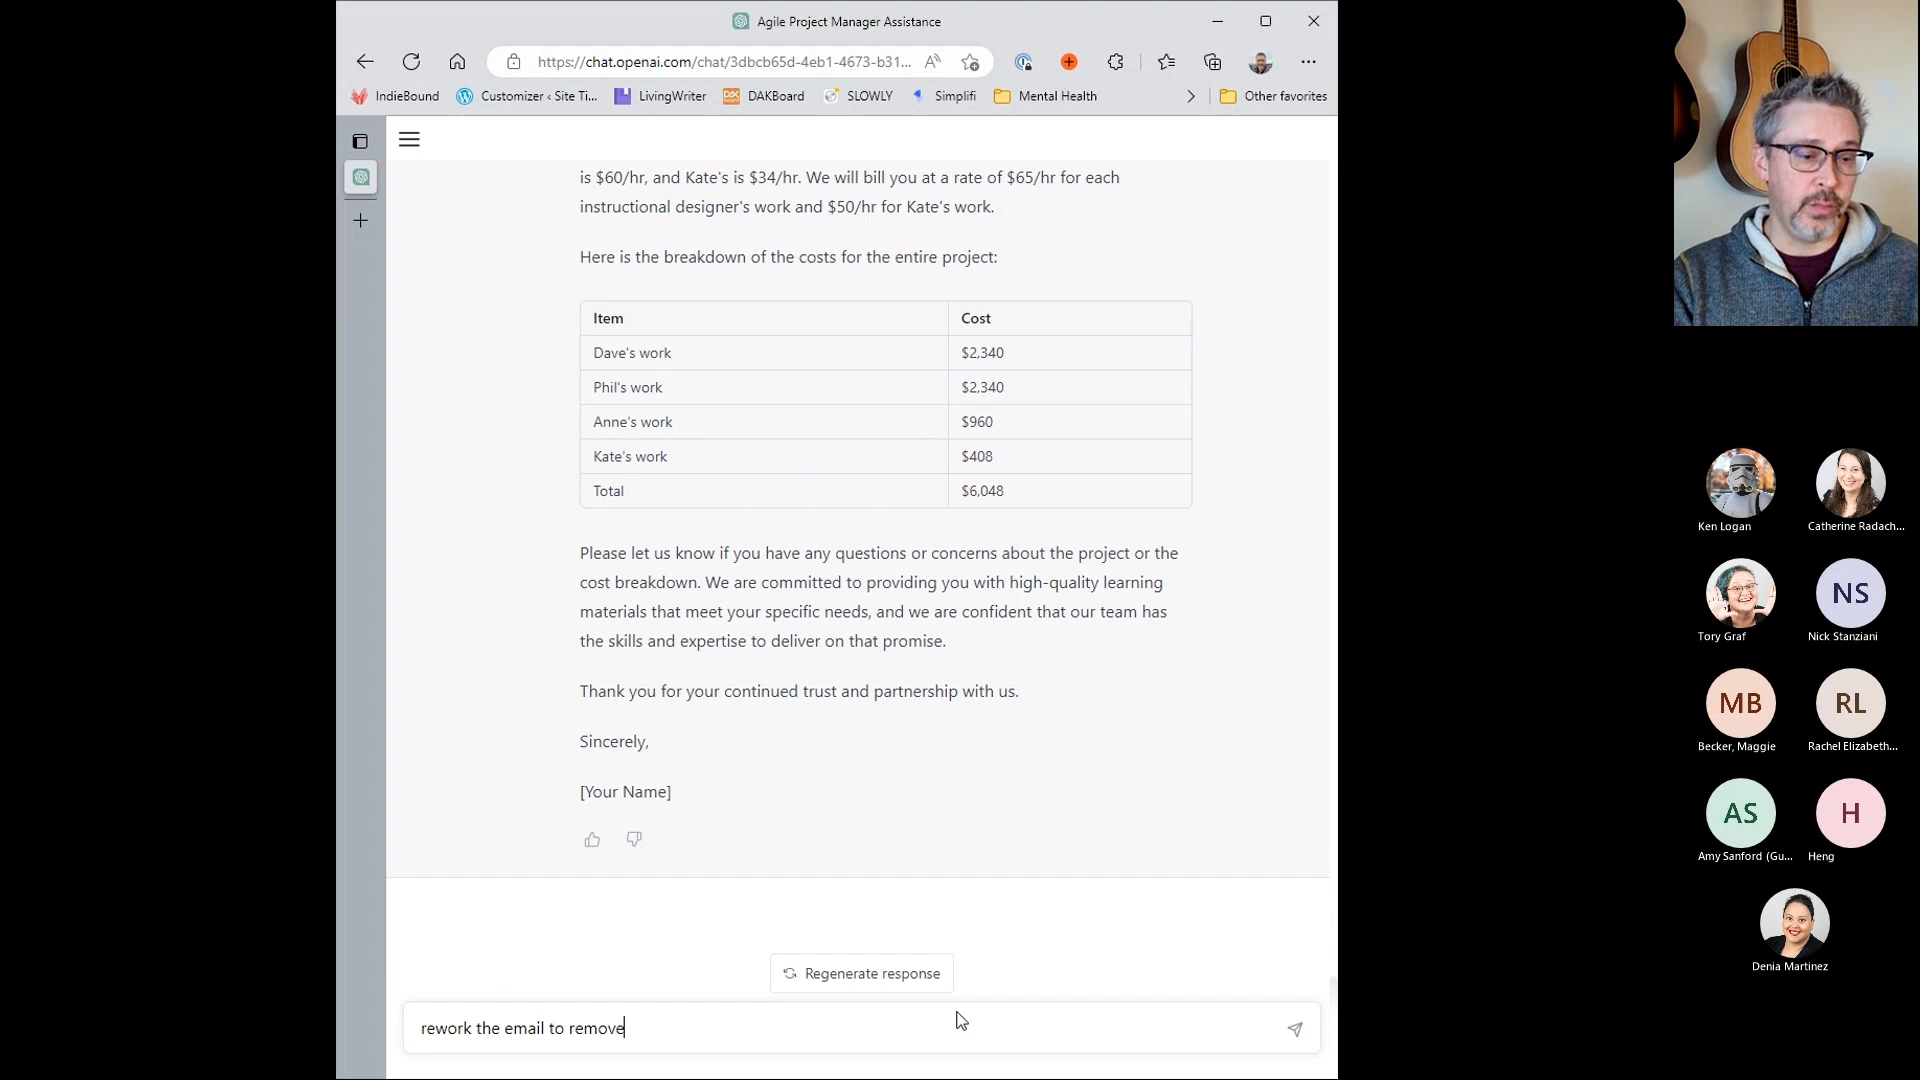 Agile Project Manager Assistance
https://chat.openai.com/chat/3dbcb65d-4eb1-4673-b31...
IndieBound
Customizer ‹ Site Ti...
LivingWriter
DAKBoard
SLOWLY
Simplifi
Mental Health
Other favorites
is $60/hr, and Kate's is $34/hr. We will bill you at a rate of $65/hr for each
instructional designer's work and $50/hr for Kate's work.
Here is the breakdown of the costs for the entire project:
Item Cost
Dave's work $2,340
Phil's work $2,340
Anne's work $960
Kate's work $408
Total $6,048
Please let us know if you have any questions or concerns about the project or the
cost breakdown. We are committed to providing you with high-quality learning
materials that meet your specific needs, and we are confident that our team has
the skills and expertise to deliver on that promise.
Thank you for your continued trust and partnership with us.
Sincerely,
[Your Name]
Regenerate response
rework the email to remove
Ken Logan
Catherine Radach...
Tory Graf
NS
Nick Stanziani
MB
Becker, Maggie
RL
Rachel Elizabeth...
AS
Amy Sanford (Gu...
H
Heng
Denia Martinez